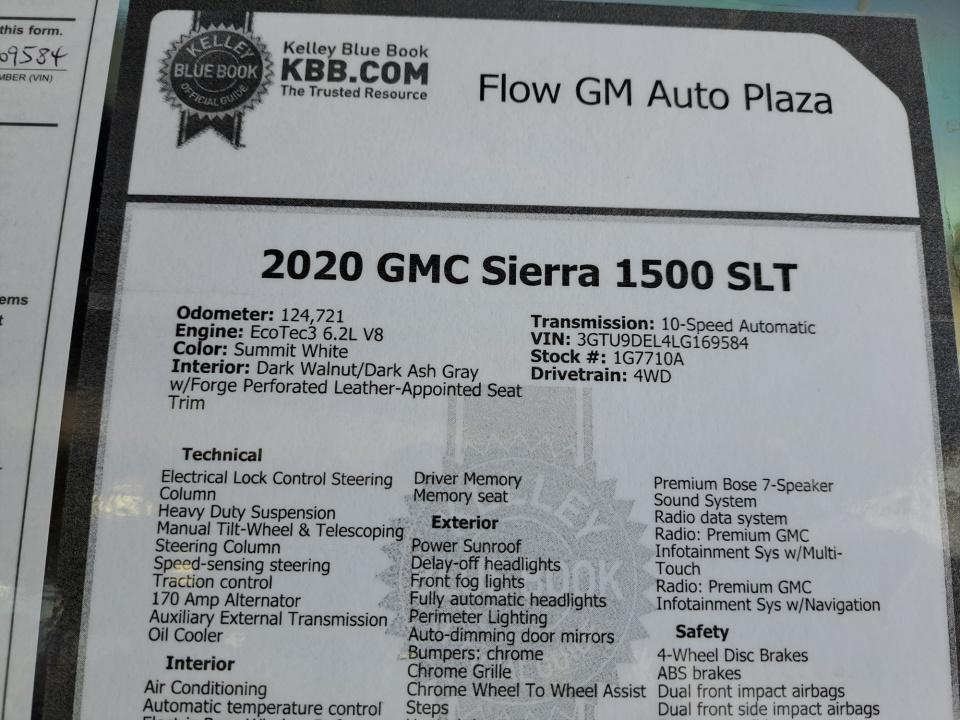 this form.
69584
MBER (VIN)
ems
KELLEY
BLUE BOOK
OFFICIAL GUIDE
Kelley Blue Book
KBB.COM
The Trusted Resource
Flow GM Auto Plaza
2020 GMC Sierra 1500 SLT
Odometer: 124,721
Engine: EcoTec3 6.2L V8
Color: Summit White
Interior: Dark Walnut/Dark Ash Gray
w/Forge Perforated Leather-Appointed Seat
Trim
Transmission: 10-Speed Automatic
VIN: 3GTU9DEL4LG169584
Stock #: 1G7710A
Drivetrain: 4WD
Technical
Electrical Lock Control Steering
Column
Heavy Duty Suspension
Manual Tilt-Wheel & Telescoping
Steering Column
Speed-sensing steering
Traction control
170 Amp Alternator
Auxiliary External Transmission
Oil Cooler
Interior
Air Conditioning
Automatic temperature control
Driver Memory
Memory seat
Exterior
Power Sunroof
Delay-off headlights
Front fog lights
Fully automatic headlights
Perimeter Lighting
Auto-dimming door mirrors
Bumpers: chrome
Chrome Grille
Chrome Wheel To Wheel Assist
Steps
Premium Bose 7-Speaker
Sound System
Radio data system
Radio: Premium GMC
Infotainment Sys w/Multi-
Touch
Radio: Premium GMC
Infotainment Sys w/Navigation
Safety
4-Wheel Disc Brakes
ABS brakes
Dual front impact airbags
Dual front side impact airbags